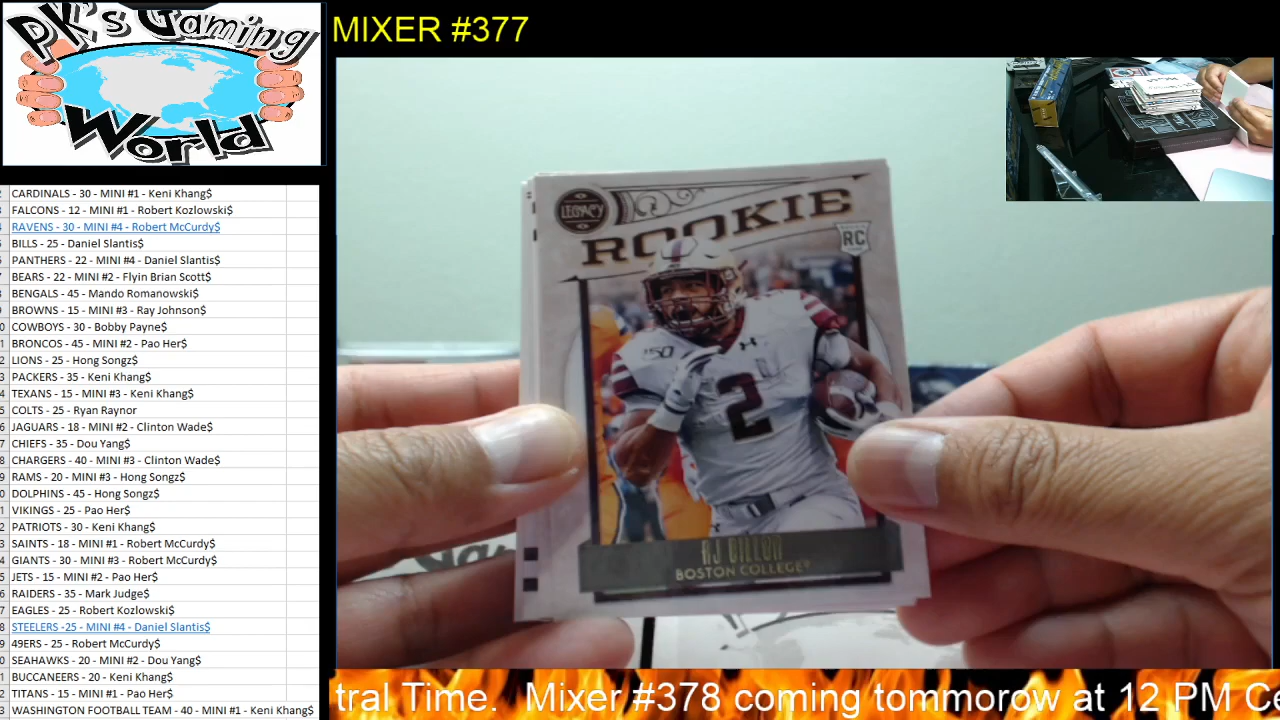 PK's Gaming
World
MIXER #377
CARDINALS - 30 - MINI #1 - Keni Khang$
FALCONS - 12 - MINI #1 - Robert Kozlowski$
RAVENS - 30 - MINI #4 - Robert McCurdy$
BILLS - 25 - Daniel Slantis$
PANTHERS - 22 - MINI #4 - Daniel Slantis$
BEARS - 22 - MINI #2 - Flyin Brian Scott$
BENGALS - 45 - Mando Romanowski$
BROWNS - 15 - MINI #3 - Ray Johnson$
COWBOYS - 30 - Bobby Payne$
BRONCOS - 45 - MINI #2 - Pao Her$
LIONS - 25 - Hong Songz$
PACKERS - 35 - Keni Khang$
TEXANS - 15 - MINI #3 - Keni Khang$
COLTS - 25 - Ryan Raynor
JAGUARS - 18 - MINI #2 - Clinton Wade$
CHIEFS - 35 - Dou Yang$
CHARGERS - 40 - MINI #3 - Clinton Wade$
RAMS - 20 - MINI #3 - Hong Songz$
DOLPHINS - 45 - Hong Songz$
VIKINGS - 25 - Pao Her$
PATRIOTS - 30 - Keni Khang$
SAINTS - 18 - MINI #1 - Robert McCurdy$
GIANTS - 30 - MINI #3 - Robert McCurdy$
JETS - 15 - MINI #2 - Pao Her$
RAIDERS - 35 - Mark Judge$
EAGLES - 25 - Robert Kozlowski$
STEELERS -25 - MINI #4 - Daniel Slantis$
49ERS - 25 - Robert McCurdy$
SEAHAWKS - 20 - MINI #2 - Dou Yang$
BUCCANEERS - 20 - Keni Khang$
TITANS - 15 - MINI #1 - Pao Her$
WASHINGTON FOOTBALL TEAM - 40 - MINI #1 - Keni Khang$
LEGACY
ROOKIE
RC
150
2
AJ DILLON
BOSTON COLLEGE
tral Time. Mixer #378 coming tommorow at 12 PM Ce